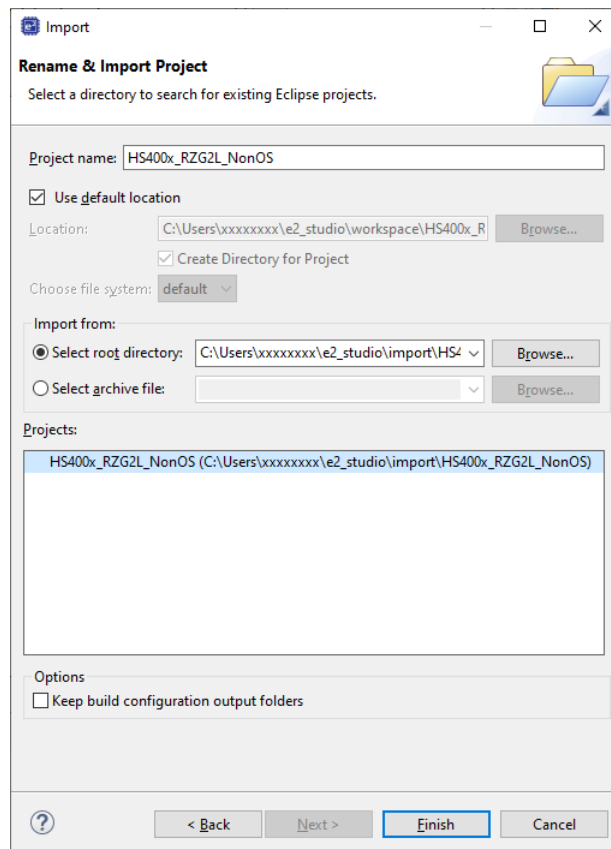 Import
Rename & Import Project
Select a directory to search for existing Eclipse projects.
Project name: HS400x_RZG2L_NonOS
Use default location
Location: C:\Users\xxxxxxxx\e2_studio\workspace\HS400x_R Browse...
Create Directory for Project
Choose file system: default
Import from:
Select root directory: C:\Users\xxxxxxxx\e2_studio\import\HS4 Browse...
Select archive file: Browse...
Projects:
HS400x_RZG2L_NonOS (C:\Users\xxxxxxxx\e2_studio\import\HS400x_RZG2L_NonOS)
Options
Keep build configuration output folders
? < Back Next > Finish Cancel